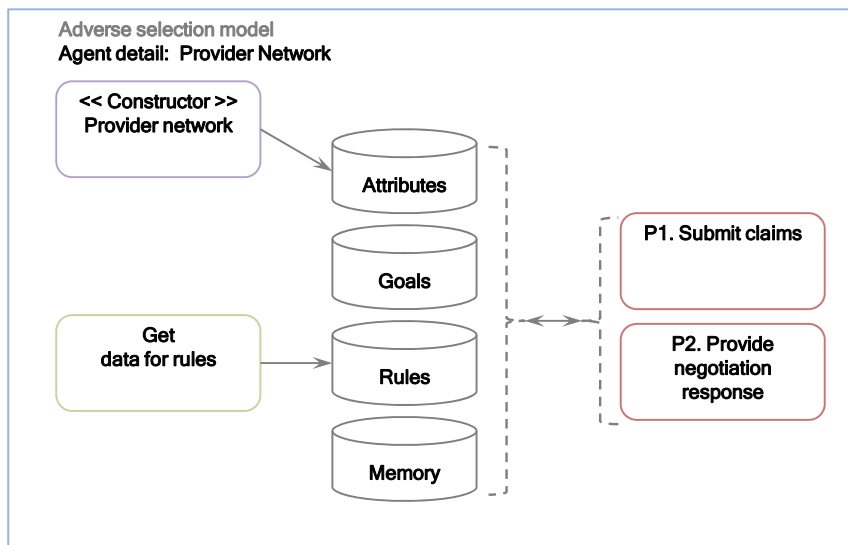 Adverse selection model
Agent detail:  Provider Network
<< Constructor >>
Provider network
Attributes
Goals
Get
data for rules
Rules
Memory
P1. Submit claims
P2. Provide
negotiation
response